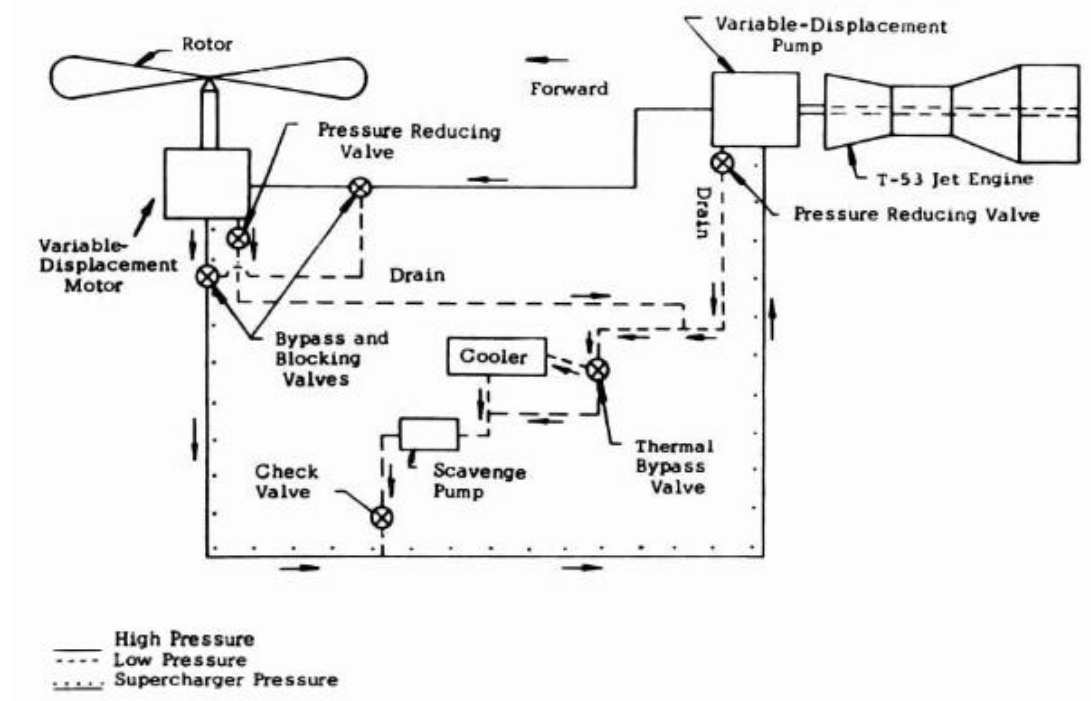 Rotor
Variable-Displacement
Pump
Forward
Pressure Reducing
Valve
T-53 Jet Engine
Drain
Pressure Reducing Valve
Variable-
Displacement
Motor
Drain
Bypass and
Blocking
Valves
Cooler
Thermal
Bypass
Valve
Scavenge
Pump
Check
Valve
High Pressure
Low Pressure
Supercharger Pressure